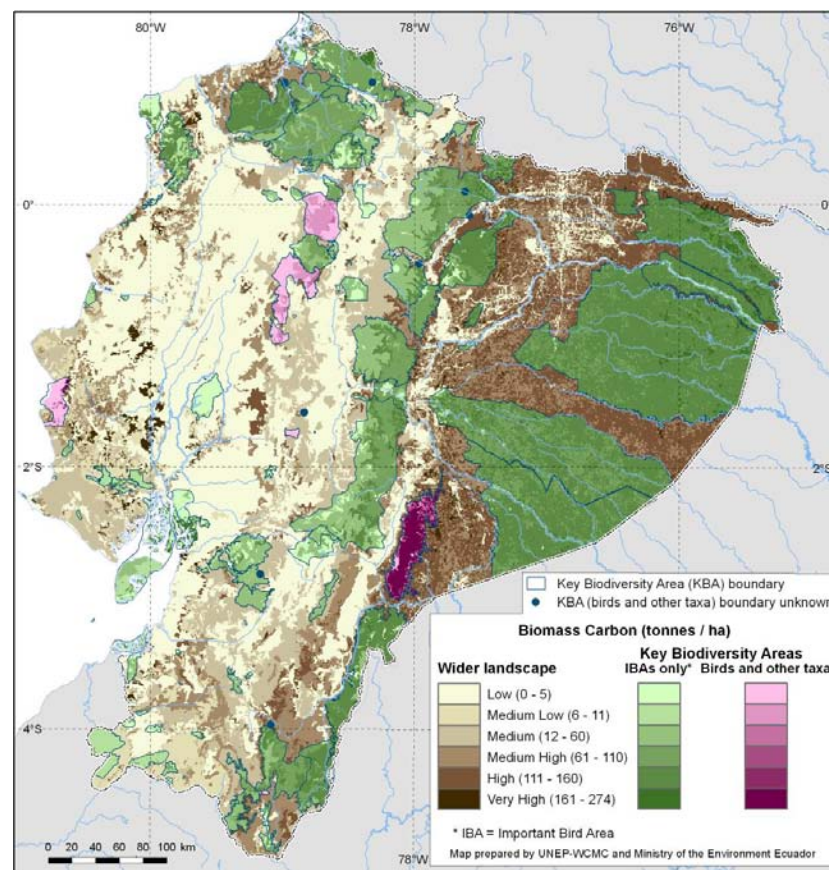 80°W
78°W
76°W
0°
0°
2°S
2°S
4°S
78°W
0 20 40 60 80 100 km
Key Biodiversity Area (KBA) boundary
KBA (birds and other taxa) boundary unknown
Biomass Carbon (tonnes / ha)
Key Biodiversity Areas
Wider landscape IBAs only* Birds and other taxa
Low (0 - 5)
Medium Low (6 - 11)
Medium (12 - 60)
Medium High (61 - 110)
High (111 - 160)
Very High (161 - 274)
* IBA = Important Bird Area
Map prepared by UNEP-WCMC and Ministry of the Environment Ecuador